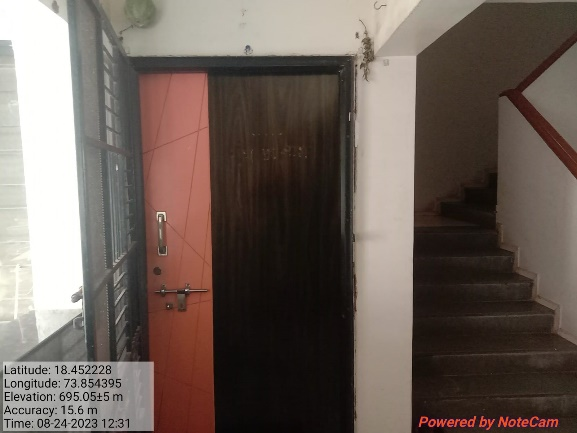 Latitude: 18.452228
Longitude: 73.854395
Elevation: 695.05±5 m
Accuracy: 15.6 m
Time: 08-24-2023 12:31
Powered by NoteCam